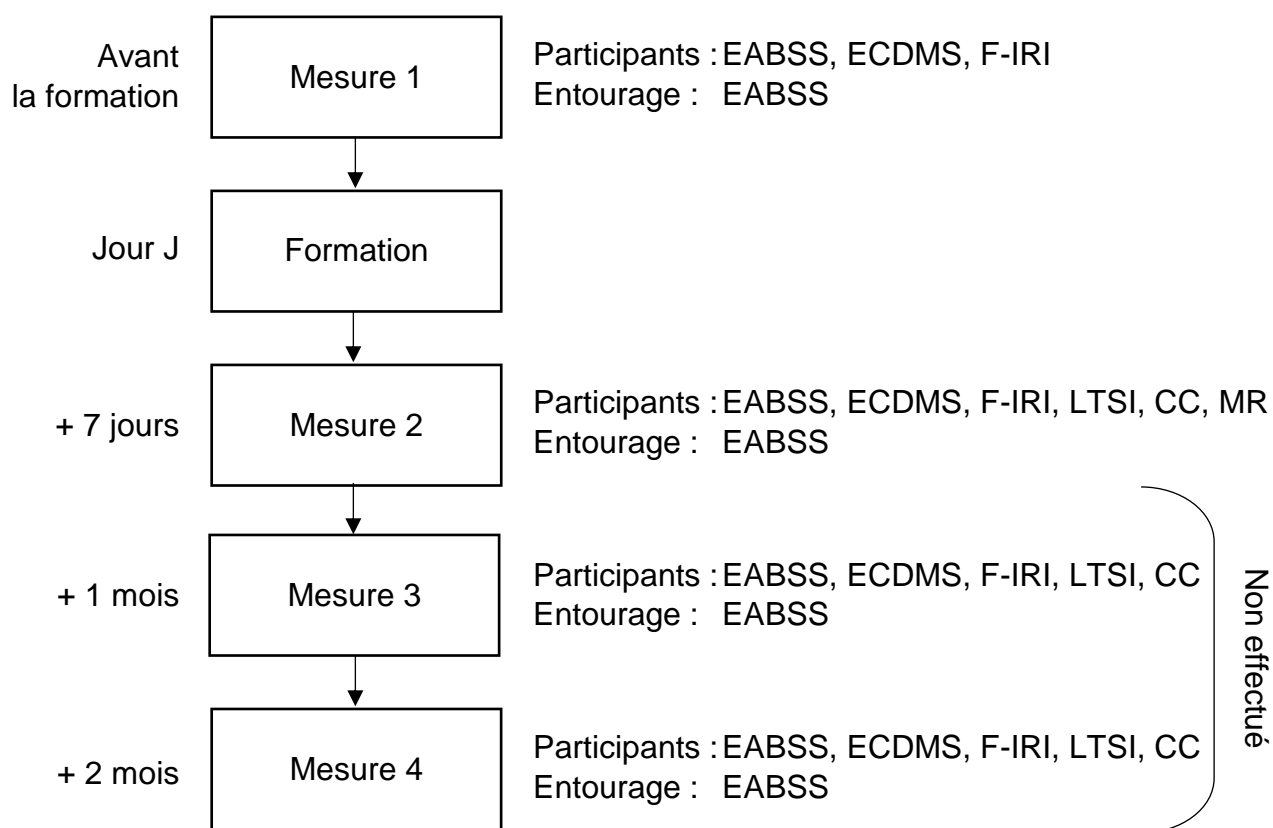 Avant
la formation
Mesure 1
Participants : EABSS, ECDMS, F-IRI
Entourage : EABSS
Jour J
Formation
+ 7 jours
Mesure 2
Participants : EABSS, ECDMS, F-IRI, LTSI, CC, MR
Entourage : EABSS
+ 1 mois
Mesure 3
Participants : EABSS, ECDMS, F-IRI, LTSI, CC
Entourage : EABSS
Non effectué
+ 2 mois
Mesure 4
Participants : EABSS, ECDMS, F-IRI, LTSI, CC
Entourage : EABSS